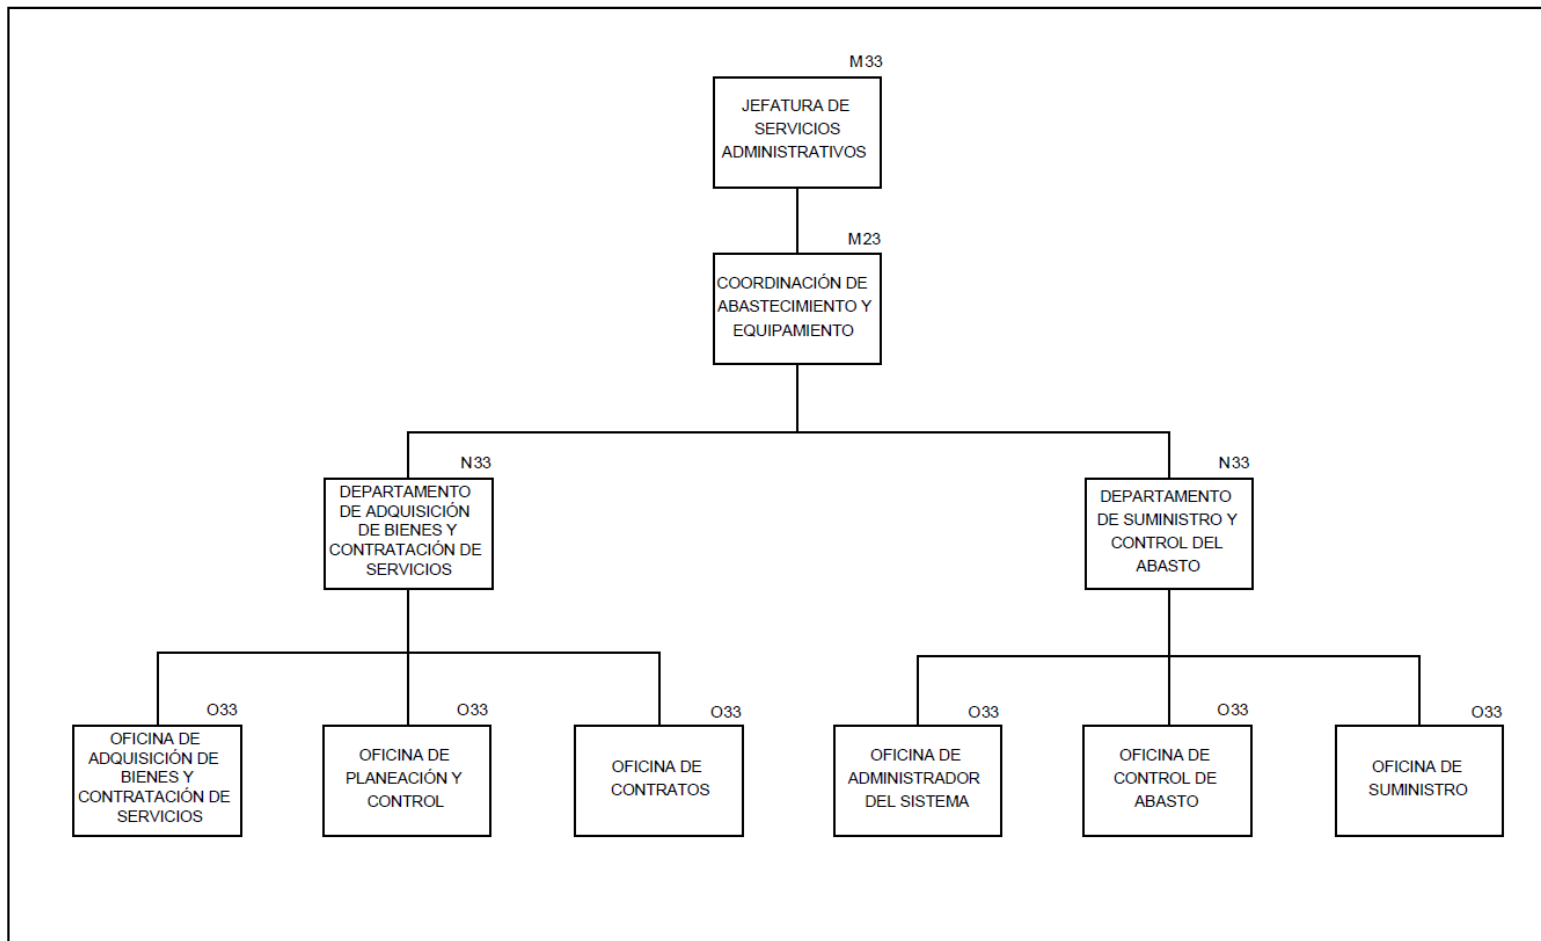 M33
JEFATURA DE
SERVICIOS
ADMINISTRATIVOS
M23
COORDINACIÓN DE
ABASTECIMIENTO Y
EQUIPAMIENTO
N33
DEPARTAMENTO
DE ADQUISICIÓN
DE BIENES Y
CONTRATACIÓN DE
SERVICIOS
N33
DEPARTAMENTO
DE SUMINISTRO Y
CONTROL DEL
ABASTO
O33
OFICINA DE
ADQUISICIÓN DE
BIENES Y
CONTRATACIÓN DE
SERVICIOS
O33
OFICINA DE
PLANEACIÓN Y
CONTROL
O33
OFICINA DE
CONTRATOS
O33
OFICINA DE
ADMINISTRADOR
DEL SISTEMA
O33
OFICINA DE
CONTROL DE
ABASTO
O33
OFICINA DE
SUMINISTRO